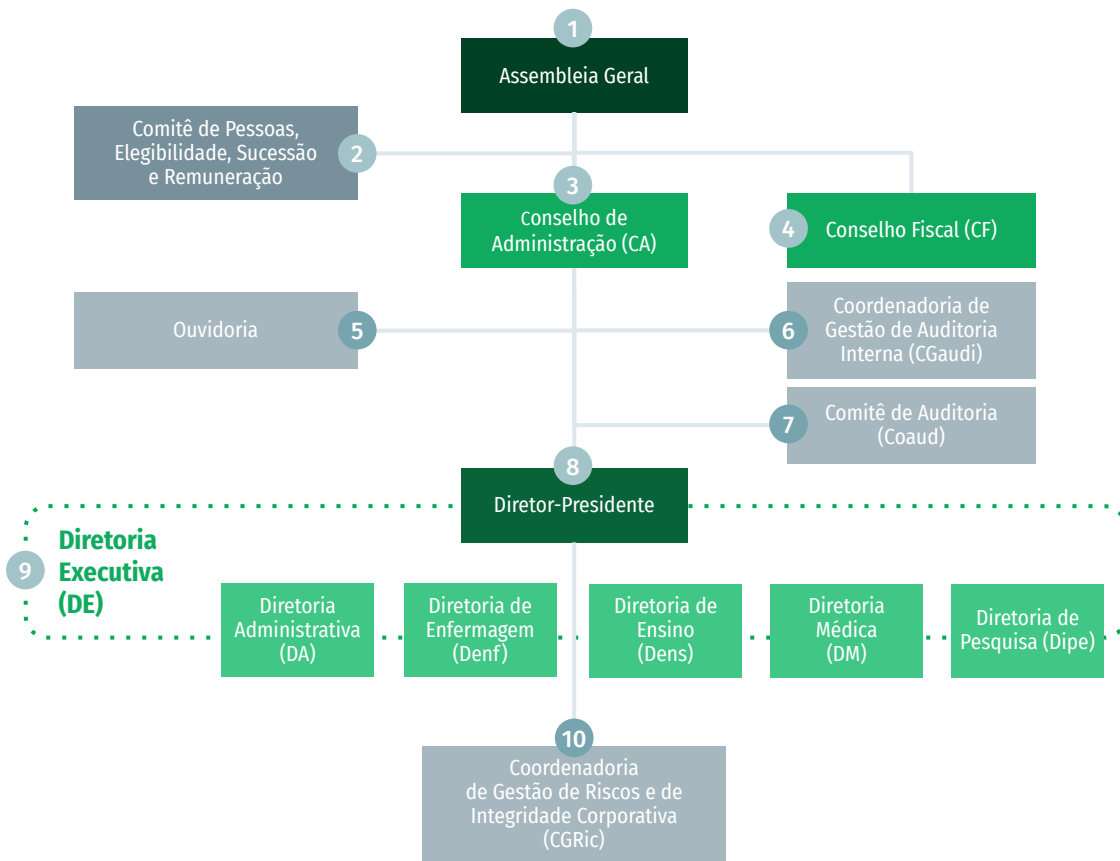 1
Assembleia Geral
Comitê de Pessoas,
Elegibilidade, Sucessão
e Remuneração
2
3
Conselho de
Administração (CA)
4
Conselho Fiscal (CF)
Ouvidoria
5
6
Coordenadoria de
Gestão de Auditoria
Interna (CGaudi)
7
Comitê de Auditoria
(Coaud)
8
Diretor-Presidente
9
Diretoria
Executiva
(DE)
Diretoria
Administrativa
(DA)
Diretoria de
Enfermagem
(Denf)
Diretoria de
Ensino
(Dens)
Diretoria
Médica
(DM)
Diretoria de
Pesquisa (Dipe)
10
Coordenadoria
de Gestão de Riscos e de
Integridade Corporativa
(CGRic)